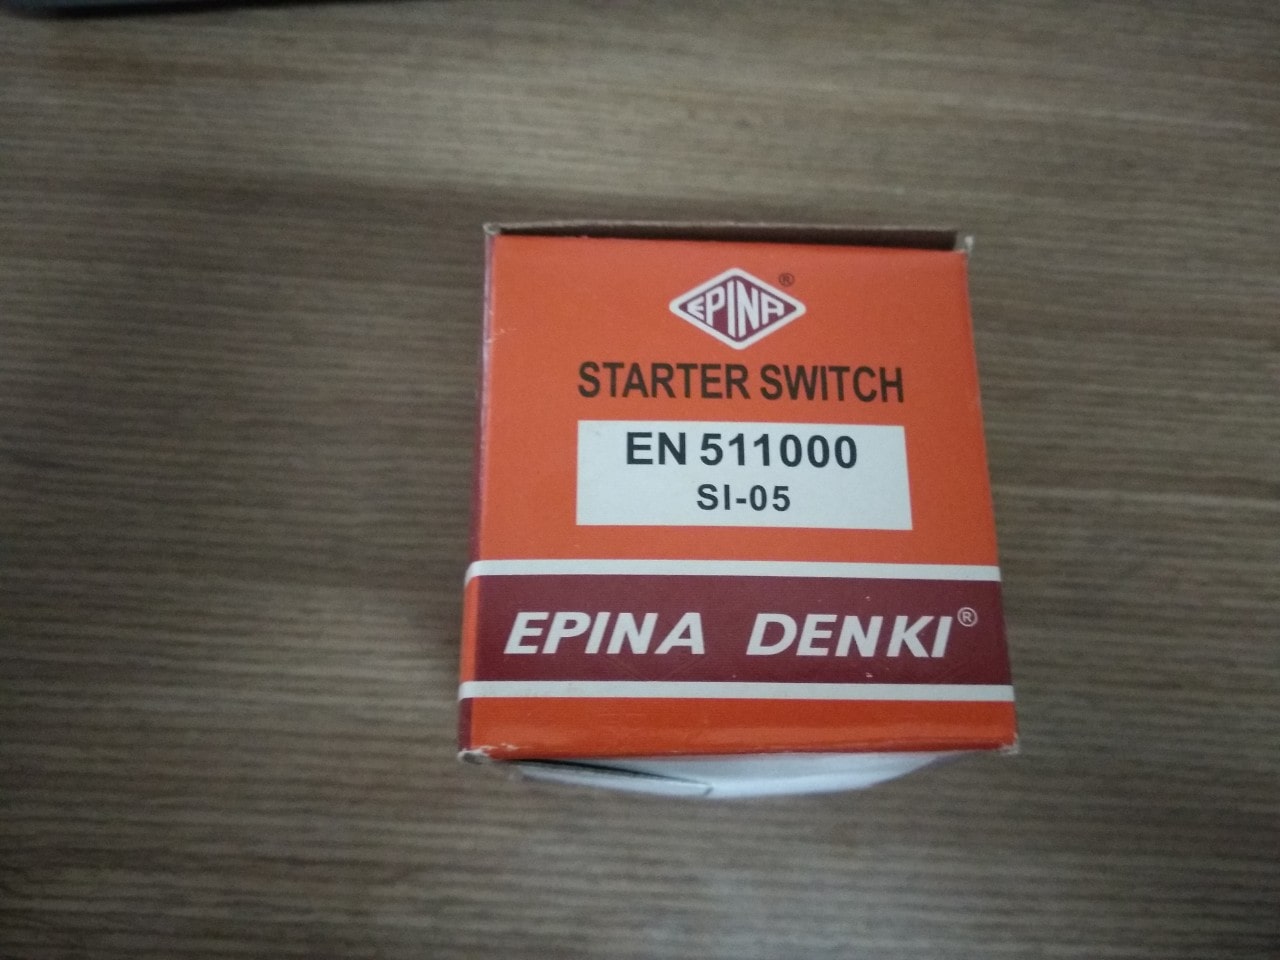 EPINA®
STARTER SWITCH
EN 511000
SI-05
EPINA DENKI®